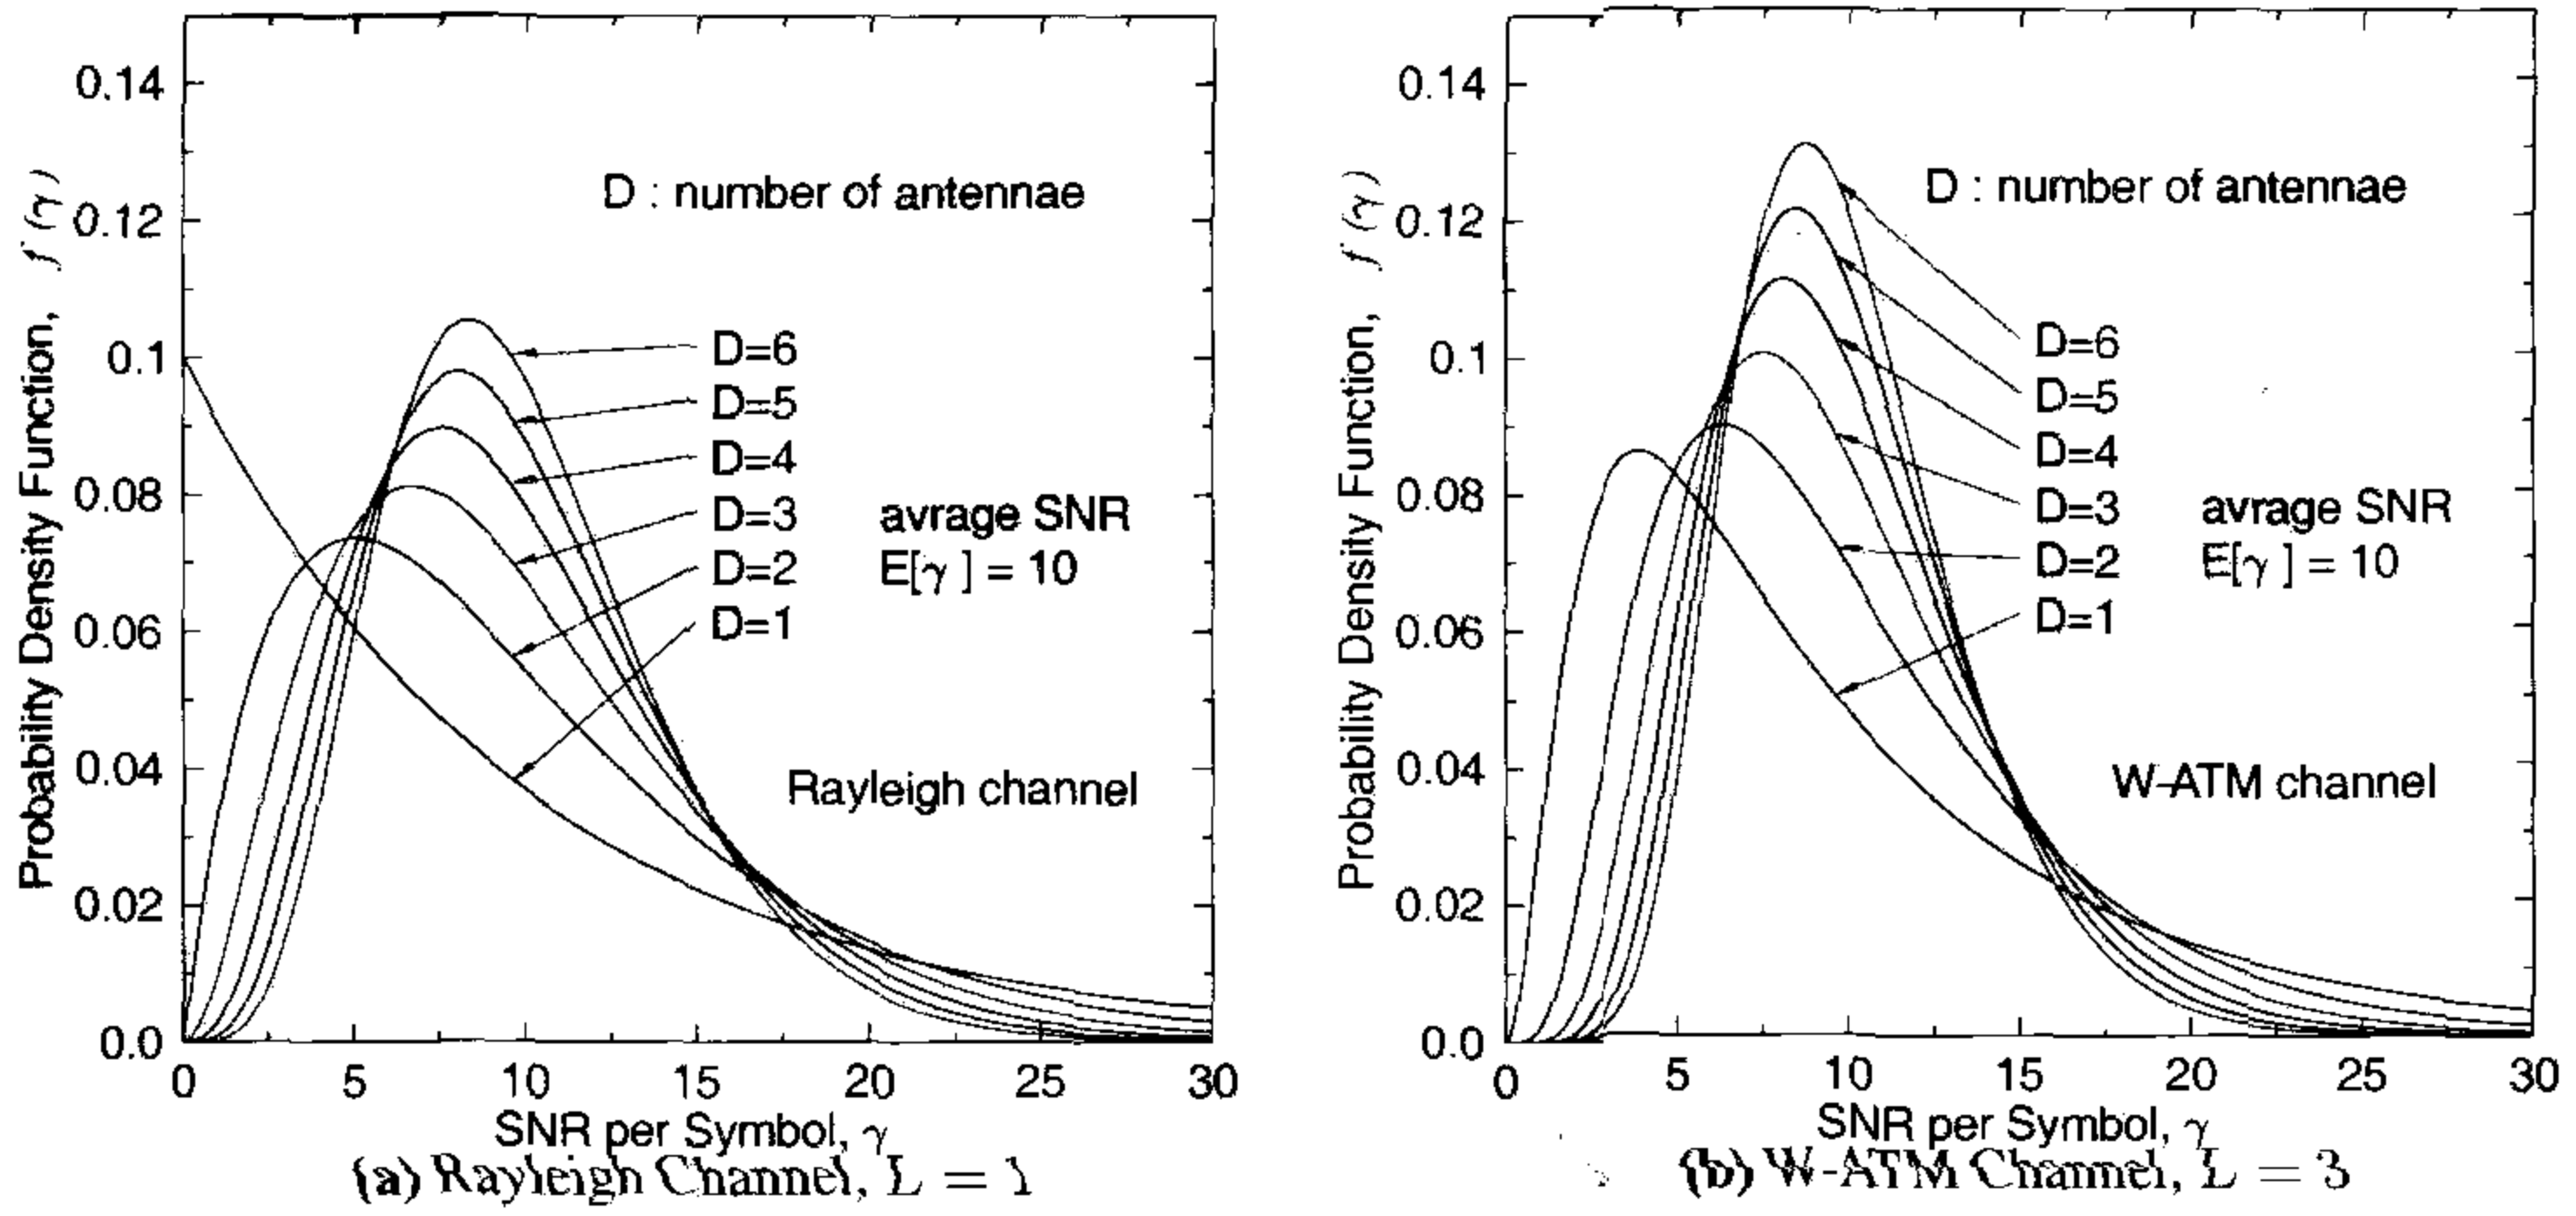 Probability Density Function, f (γ)
0.14
0.12
0.1
0.08
0.06
0.04
0.02
0.0
D : number of antennae
D=6
D=5
D=4
D=3
D=2
D=1
avrage SNR
E[γ ] = 10
Rayleigh channel
0 5 10 15 20 25 30
SNR per Symbol, γ
(a) Rayleigh Channel, L = 1
Probability Density Function, f (γ)
0.14
0.12
0.1
0.08
0.06
0.04
0.02
0.0
D : number of antennae
D=6
D=5
D=4
D=3
D=2
D=1
avrage SNR
E[γ ] = 10
W-ATM channel
0 5 10 15 20 25 30
SNR per Symbol, γ
(b) W-ATM Channel, L = 3